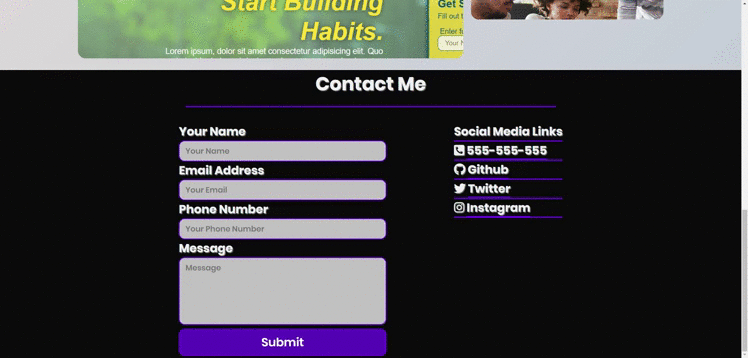 Start Building
Habits.
Lorem ipsum, dolor sit amet consectetur adipisicing elit. Quo
Get S
Fill out t
Enter fu
Your N
Contact Me
Your Name
Your Name
Email Address
Your Email
Phone Number
Your Phone Number
Message
Message
Submit
Social Media Links
555-555-555
Github
Twitter
Instagram